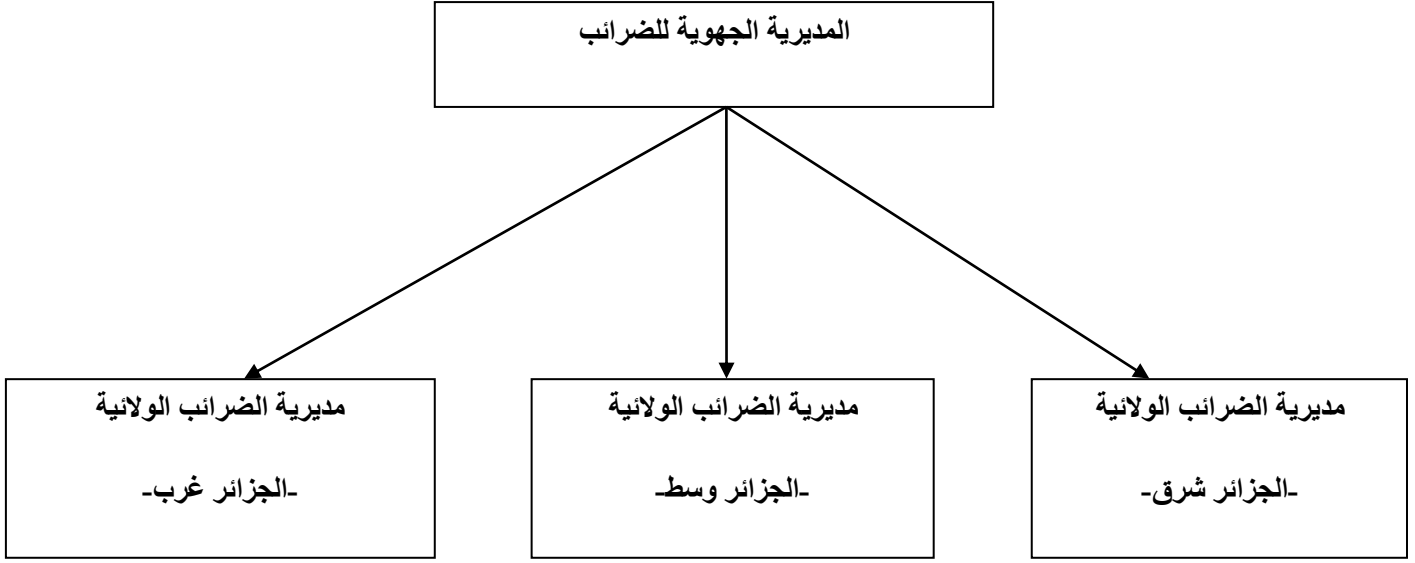 المديرية الجهوية للضرائب
مديرية الضرائب الولائية
-الجزائر شرق-
مديرية الضرائب الولائية
-الجزائر وسط-
مديرية الضرائب الولائية
-الجزائر غرب-